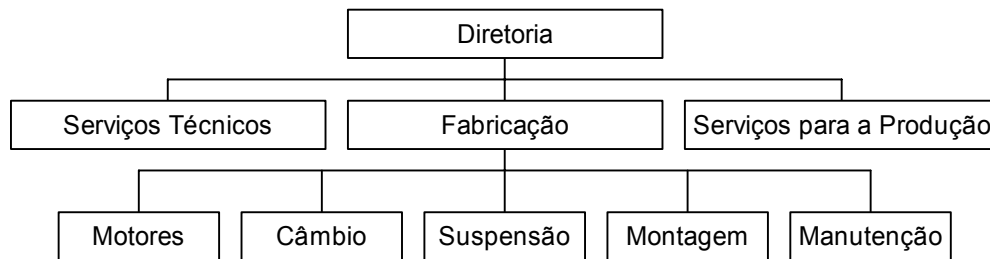 Diretoria
Serviços Técnicos
Fabricação
Serviços para a Produção
Motores
Câmbio
Suspensão
Montagem
Manutenção